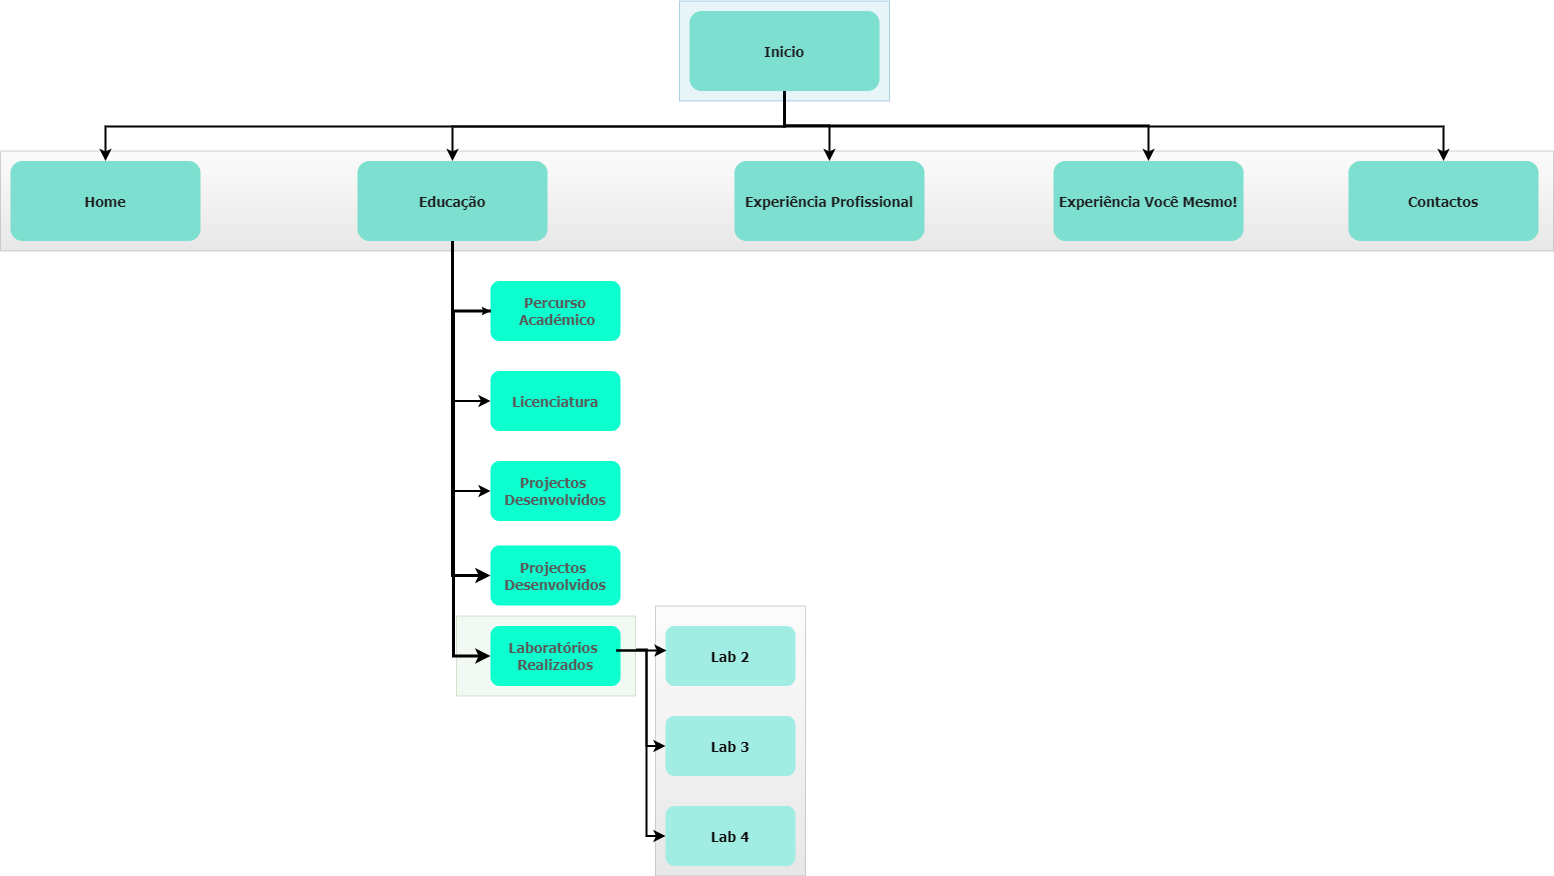 Inicio
Home
Educação
Experiência Profissional
Experiência Você Mesmo!
Contactos
Percurso
Académico
Licenciatura
Projectos
Desenvolvidos
Projectos
Desenvolvidos
Laboratórios
Realizados
Lab 2
Lab 3
Lab 4